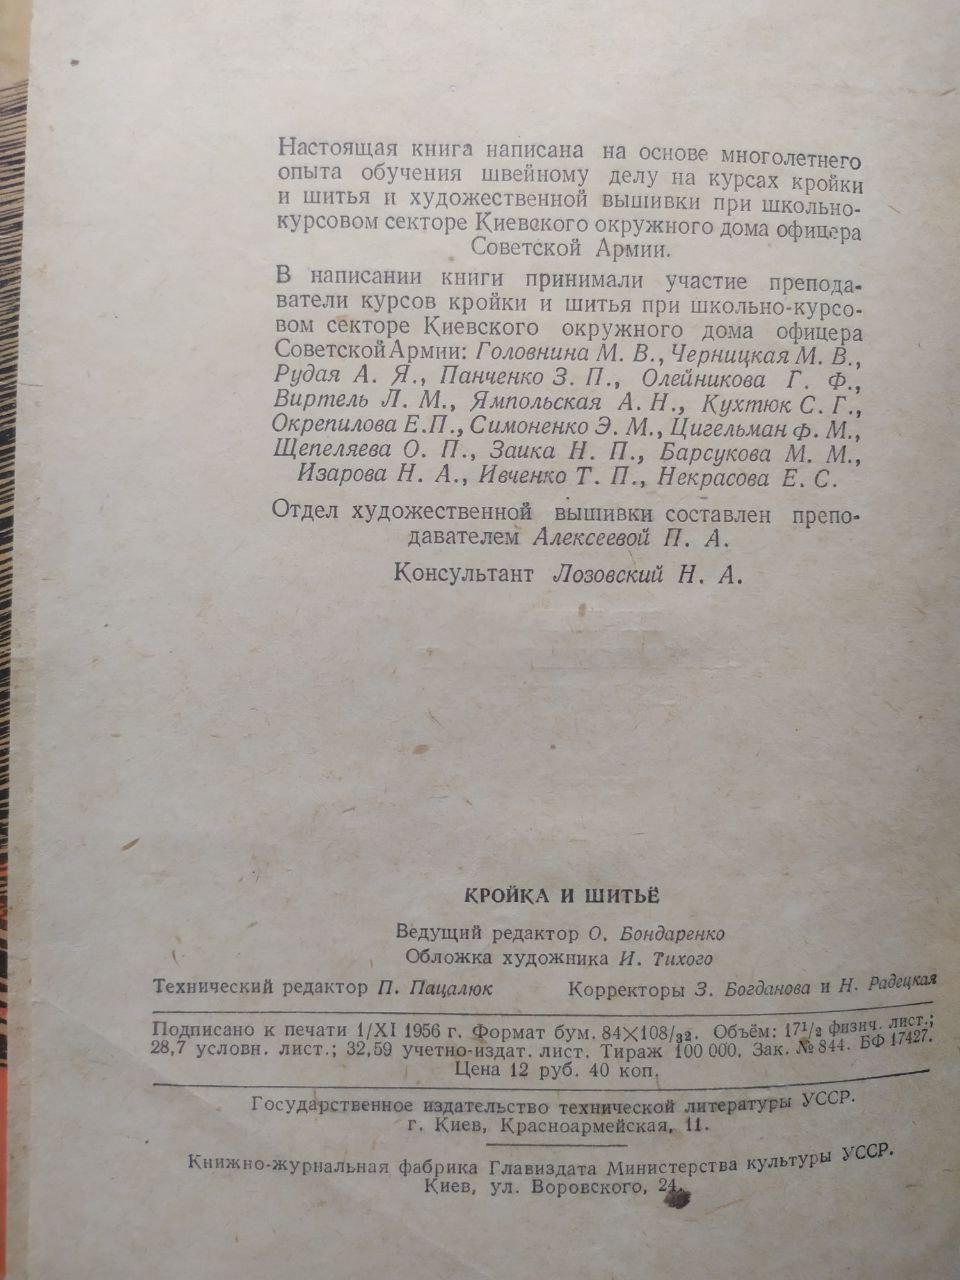 Настоящая книга написана на основе многолетнего
опыта обучения швейному делу на курсах кройки
и шитья и художественной вышивки при школьно-
курсовом секторе Киевского окружного дома офицера
Советской Армии.
В написании книги принимали участие препода-
ватели курсов кройки и шитья при школьно-курсо-
вом секторе Киевского окружного дома офицера
Советской Армии: Головнина М. В., Черницкая М. В.,
Рудая А. Я., Панченко З. П., Олейникова Г. Ф.,
Виртель Л. М., Ямпольская А. Н., Кухтюк С. Г.,
Окрепилова Е.П., Симоненко Э. М., Цигельман Ф. М.,
Щепеляева О. П., Заика Н. П., Барсукова М. М.,
Изарова Н. А., Ивченко Т. П., Некрасова Е. С.
Отдел художественной вышивки составлен препо-
давателем Алексеевой П. А.
Консультант Лозовский Н. А.
КРОЙКА И ШИТЬЁ
Ведущий редактор О. Бондаренко
Обложка художника И. Тихого
Технический редактор П. Пацалюк Корректоры З. Богданова и Н. Радецкая
Подписано к печати 1/XI 1956 г. Формат бум. 84×108/32. Объём: 17 1/2 физич. лист.;
28,7 условн. лист.; 32,59 учетно-издат. лист. Тираж 100 000. Зак. № 844. БФ 17427.
Цена 12 руб. 40 коп.
Государственное издательство технической литературы УССР.
г. Киев, Красноармейская, 11.
Книжно-журнальная фабрика Главиздата Министерства культуры УССР.
Киев, ул. Воровского, 24.